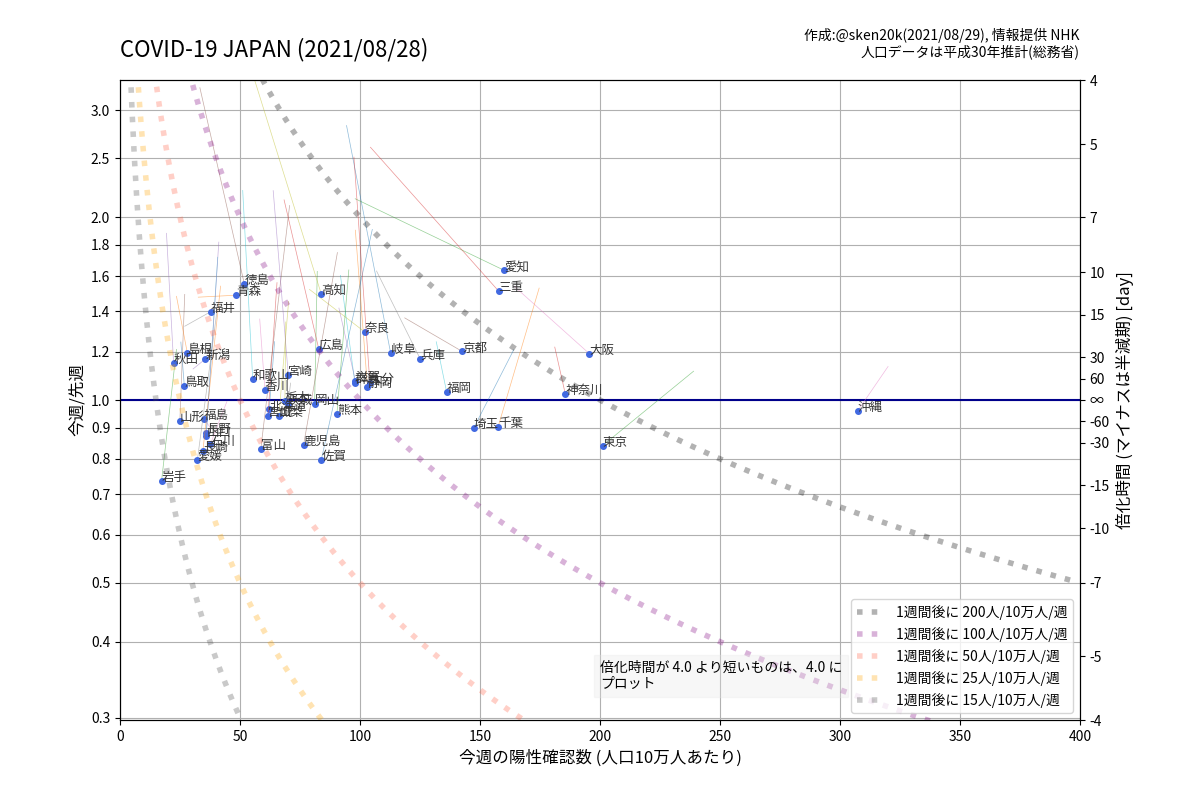 COVID-19 JAPAN (2021/08/28)
作成:@sken20k(2021/08/29), 情報提供 NHK
人口データは平成30年推計(総務省)
3.0
2.5
2.0
1.8
1.6
1.4
1.2
1.0
0.9
0.8
0.7
0.6
0.5
0.4
0.3
今週/先週
4
5
7
10
15
30
60
∞
-60
-30
-15
-10
-7
-5
-4
倍化時間 (マイナスは半減期) [day]
愛知
徳島
三重
青森
高知
福井
奈良
広島
岐阜
京都
島根
新潟
大阪
兵庫
秋田
宮崎
和歌山
滋賀
静岡
鳥取
香川
福岡
神奈川
岡山
沖縄
熊本
山形
福島
長野
埼玉
千葉
石川
鹿児島
東京
富山
長崎
愛媛
佐賀
岩手
1週間後に 200人/10万人/週
1週間後に 100人/10万人/週
1週間後に 50人/10万人/週
1週間後に 25人/10万人/週
1週間後に 15人/10万人/週
倍化時間が 4.0 より短いものは、4.0 に
プロット
0
50
100
150
200
250
300
350
400
今週の陽性確認数 (人口10万人あたり)